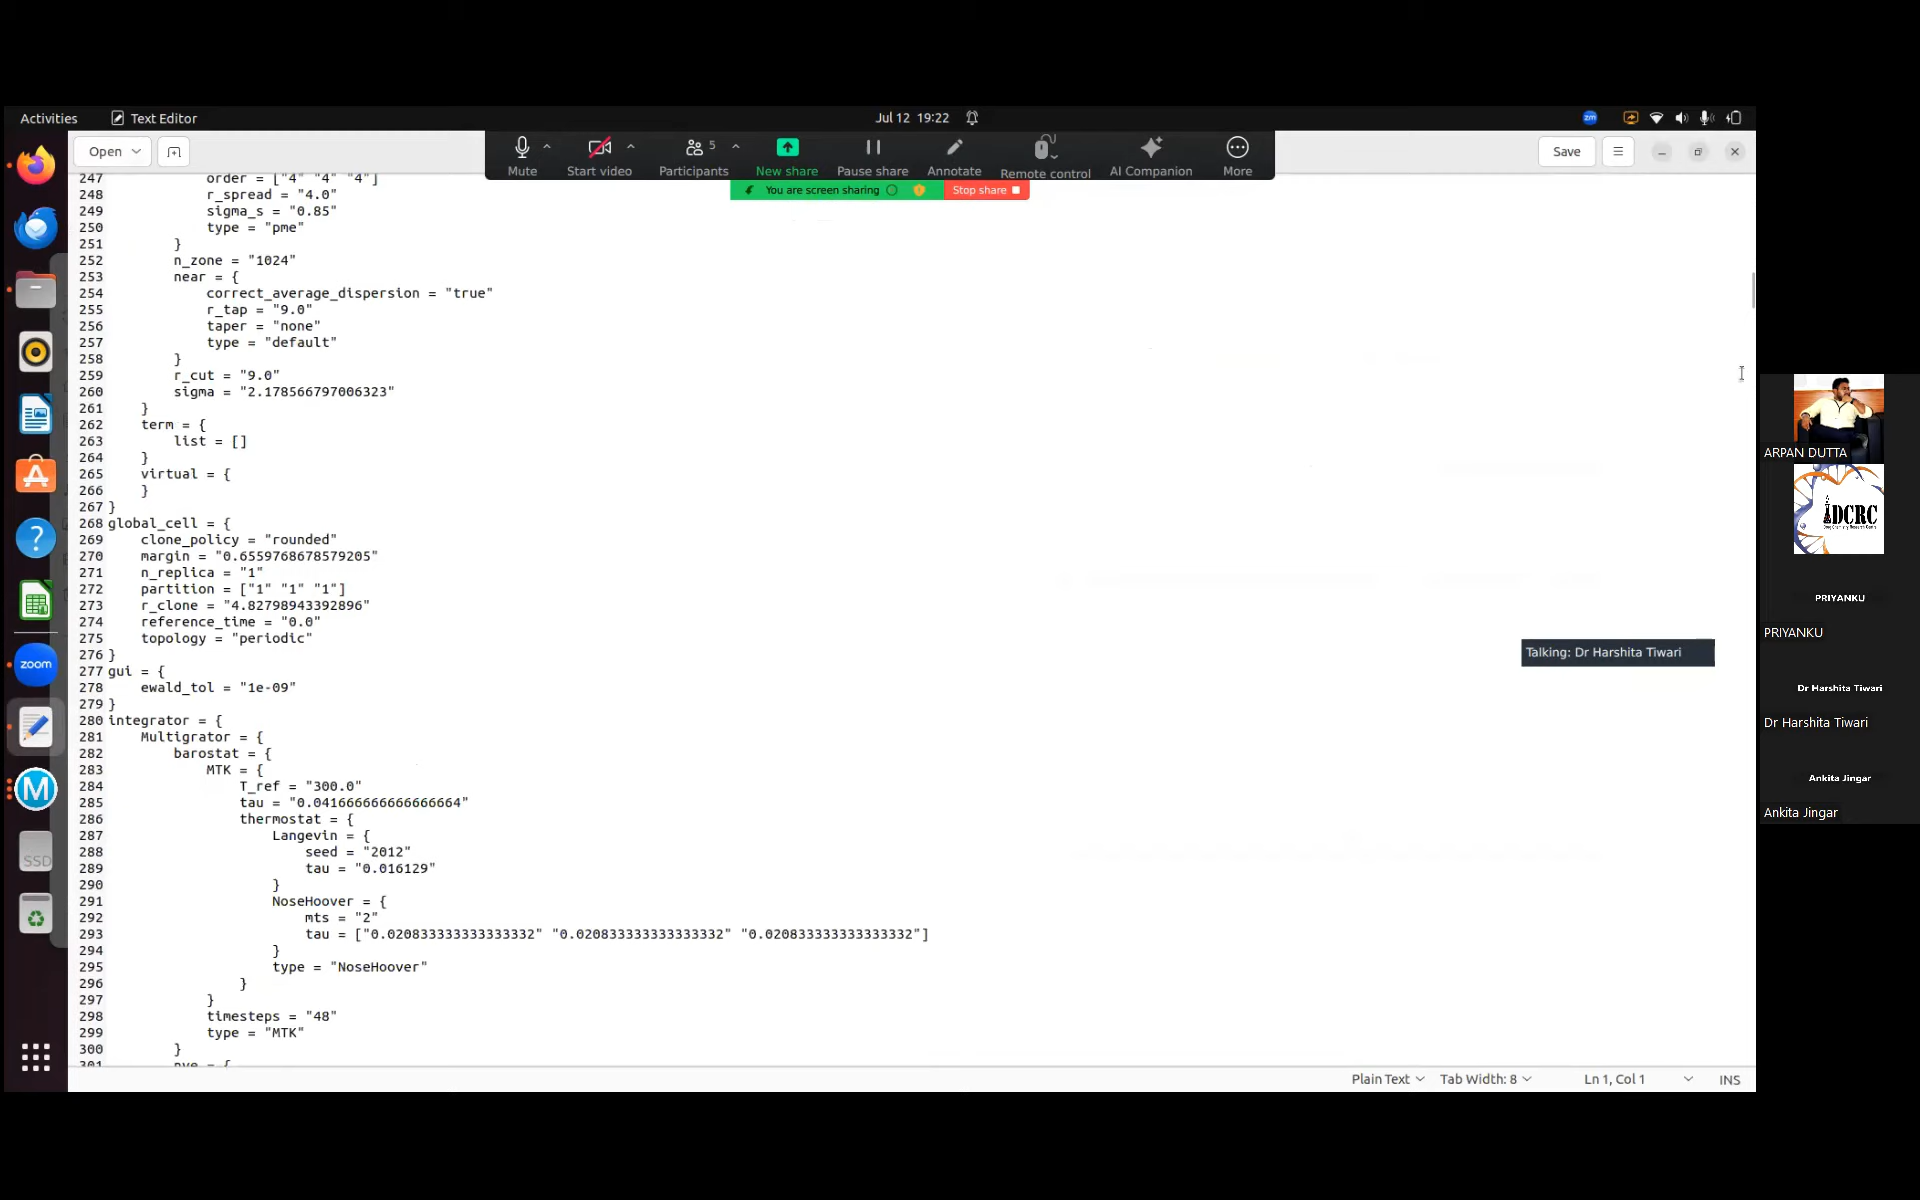 Activities
Text Editor
Jul 12 19:22
Open
Mute
Start video
Participants
5
New share
Pause share
Annotate
Remote control
AI Companion
More
Save
You are screen sharing
Stop share
247 order = ["4" "4" "4"]
248 r_spread = "4.0"
249 sigma_s = "0.85"
250 type = "pme"
251 }
252 n_zone = "1024"
253 near = {
254 correct_average_dispersion = "true"
255 r_tap = "9.0"
256 taper = "none"
257 type = "default"
258 }
259 r_cut = "9.0"
260 sigma = "2.178566797006323"
261 }
262 term = {
263 list = []
264 }
265 virtual = {
266 }
267 }
268 global_cell = {
269 clone_policy = "rounded"
270 margin = "0.6559768678579205"
271 n_replica = "1"
272 partition = ["1" "1" "1"]
273 r_clone = "4.82798943392896"
274 reference_time = "0.0"
275 topology = "periodic"
276 }
277 gui = {
278 ewald_tol = "1e-09"
279 }
280 integrator = {
281 Multigrator = {
282 barostat = {
283 MTK = {
284 T_ref = "300.0"
285 tau = "0.041666666666666664"
286 thermostat = {
287 Langevin = {
288 seed = "2012"
289 tau = "0.016129"
290 }
291 NoseHoover = {
292 mts = "2"
293 tau = ["0.020833333333333332" "0.020833333333333332" "0.020833333333333332"]
294 }
295 type = "NoseHoover"
296 }
297 }
298 timesteps = "48"
299 type = "MTK"
300 }
301 nve = {
Plain Text
Tab Width: 8
Ln 1, Col 1
INS
zm
zoom
SSD
M
Talking: Dr Harshita Tiwari
ARPAN DUTTA
DCRC
PRIYANKU
PRIYANKU
Dr Harshita Tiwari
Dr Harshita Tiwari
Ankita Jingar
Ankita Jingar